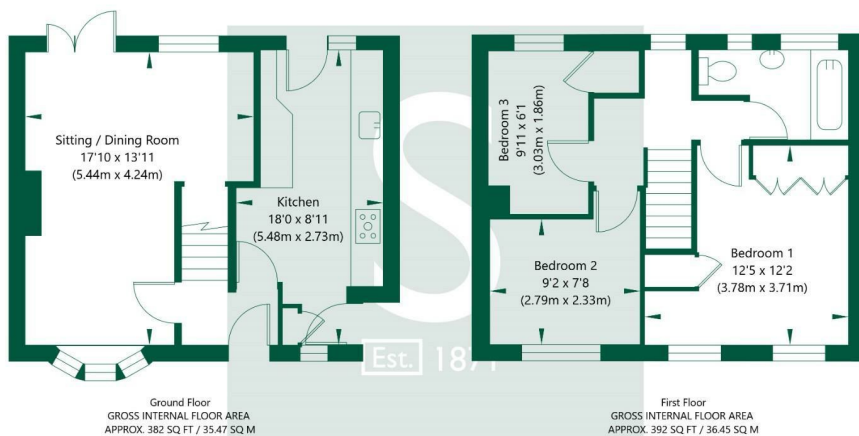 Sitting / Dining Room
17'10 x 13'11
(5.44m x 4.24m)
Kitchen
18'0 x 8'11
(5.48m x 2.73m)
Bedroom 3
9'11 x 6'1
(3.03m x 1.86m)
Bedroom 2
9'2 x 7'8
(2.79m x 2.33m)
Bedroom 1
12'5 x 12'2
(3.78m x 3.71m)
S
Est. 1871
Ground Floor
GROSS INTERNAL FLOOR AREA
APPROX. 382 SQ FT / 35.47 SQ M
First Floor
GROSS INTERNAL FLOOR AREA
APPROX. 392 SQ FT / 36.45 SQ M